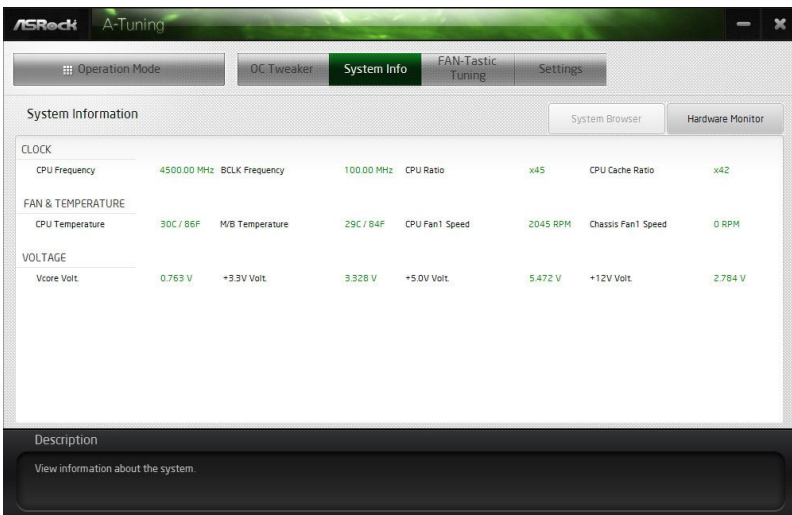 ASRock A-Tuning
Operation Mode OC Tweaker System Info FAN-Tastic Tuning Settings
System Information System Browser Hardware Monitor
CLOCK
CPU Frequency 4500.00 MHz BCLK Frequency 100.00 MHz CPU Ratio x45 CPU Cache Ratio x42
FAN & TEMPERATURE
CPU Temperature 30C / 86F M/B Temperature 29C / 84F CPU Fan1 Speed 2045 RPM Chassis Fan1 Speed 0 RPM
VOLTAGE
Vcore Volt. 0.763 V +3.3V Volt. 3.328 V +5.0V Volt. 5.472 V +12V Volt. 2.784 V
Description
View information about the system.